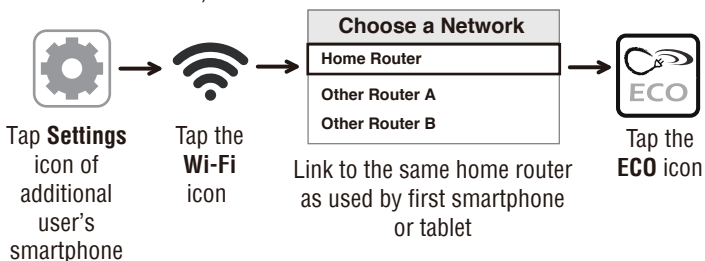 Choose a Network
Home Router
Other Router A
Other Router B
ECO
Tap Settings
icon of
additional
user's
smartphone
Tap the
Wi-Fi
icon
Link to the same home router
as used by first smartphone
or tablet
Tap the
ECO icon